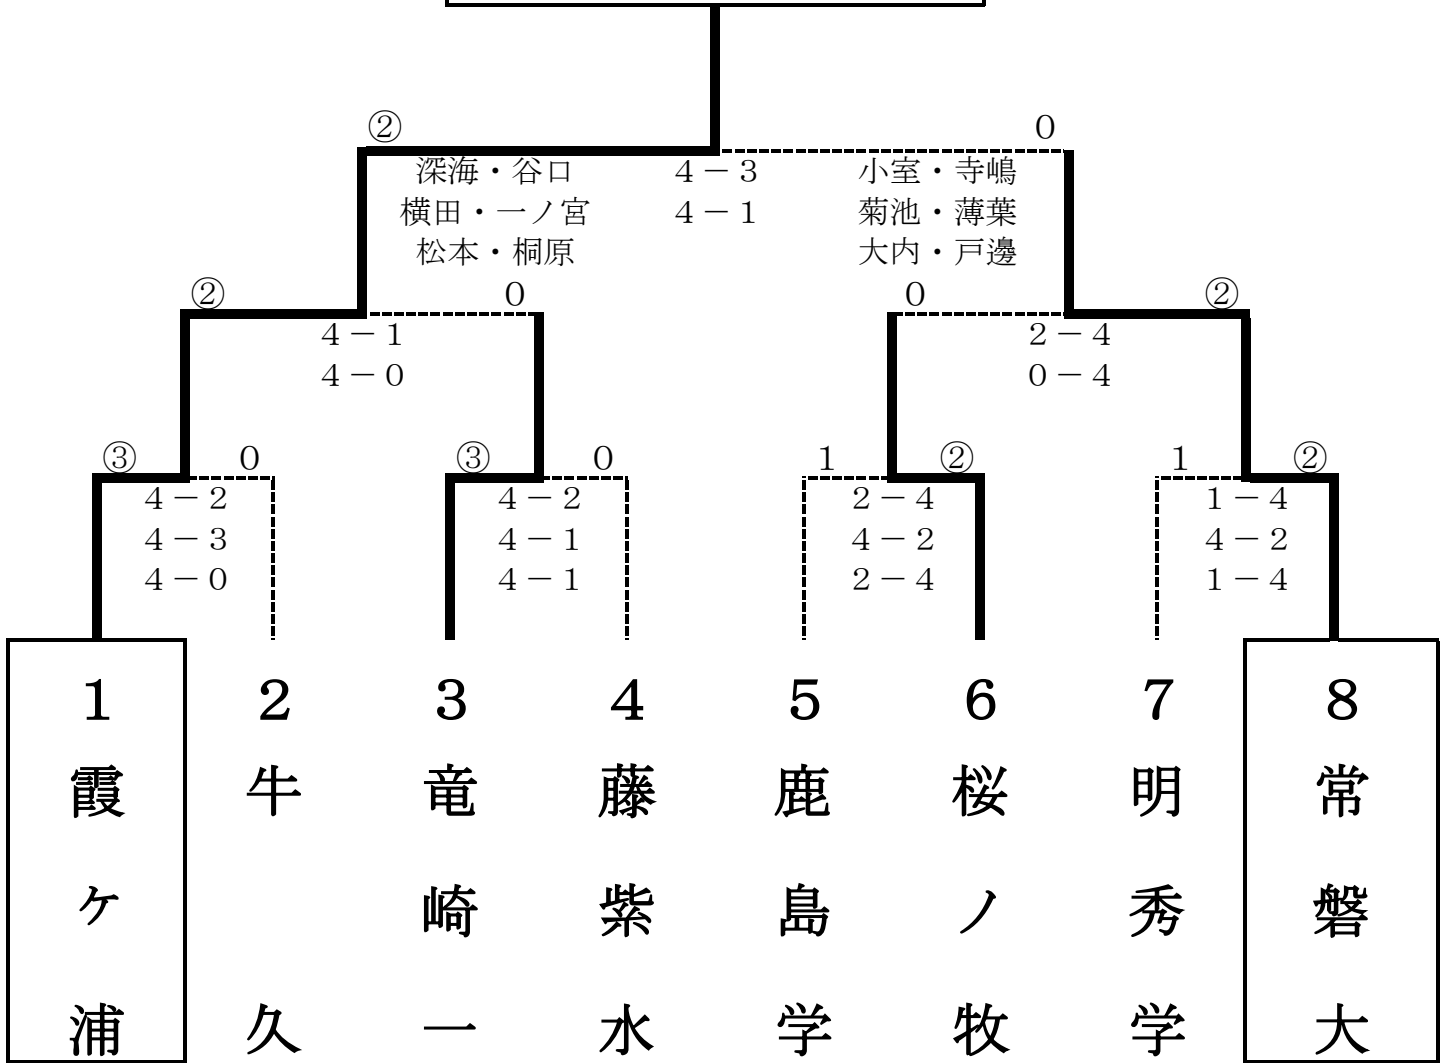 ② 0
深海・谷口 4－3 小室・寺嶋
横田・一ノ宮 4－1 菊池・薄葉
松本・桐原 大内・戸邊
② 0 0 ②
4－1 2－4
4－0 0－4
③ 0 ③ 0 1 ② 1 ②
4－2 4－2 2－4 1－4
4－3 4－1 4－2 4－2
4－0 4－1 2－4 1－4
1 2 3 4 5 6 7 8
霞ヶ浦
牛久
竜崎一
藤紫水
鹿島学
桜ノ牧
明秀学
常磐大